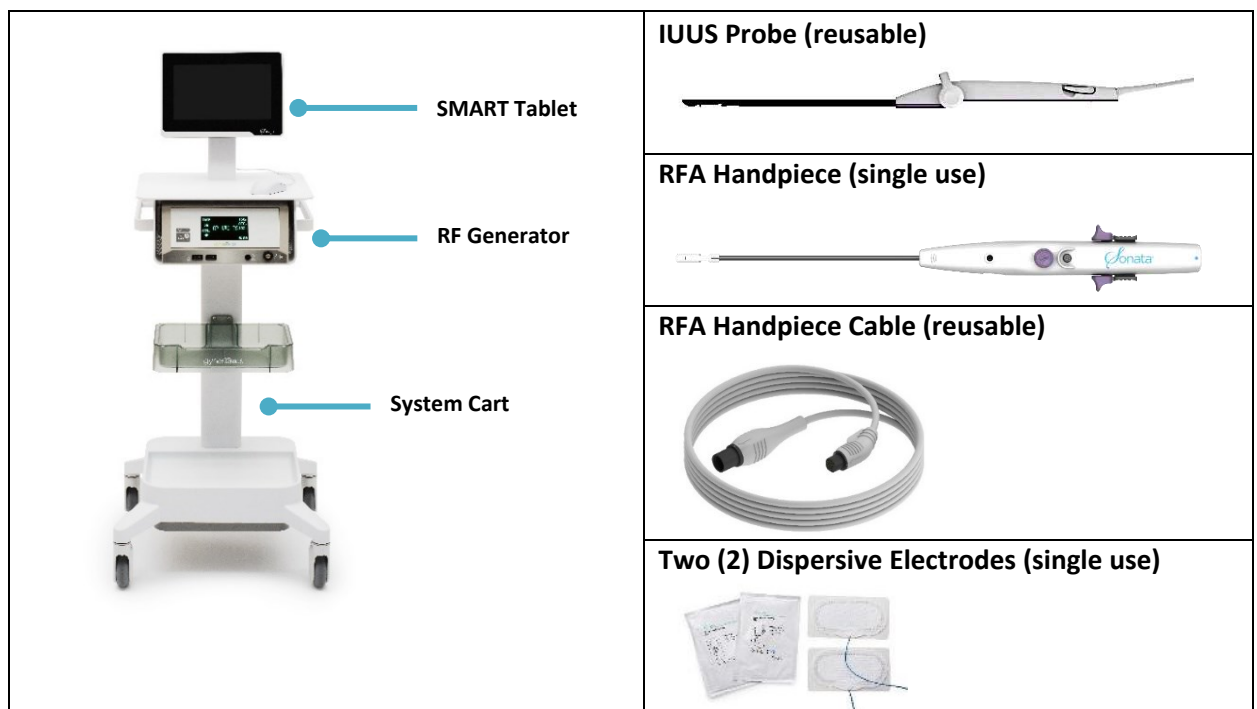 SMART Tablet
RF Generator
System Cart
IUUS Probe (reusable)
RFA Handpiece (single use)
Sonata
RFA Handpiece Cable (reusable)
Two (2) Dispersive Electrodes (single use)